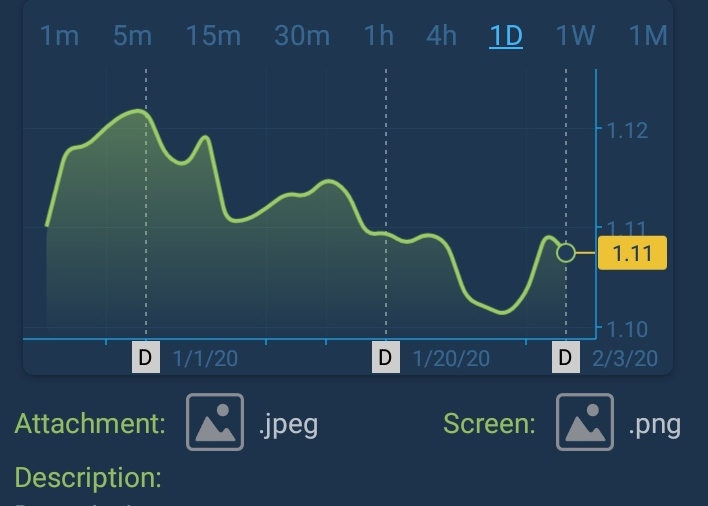 1m 5m 15m 30m 1h 4h 1D 1W 1M
1.12
1.11
1.11
1.10
D 1/1/20 D 1/20/20 D 2/3/20
Attachment: .jpeg Screen: .png
Description: